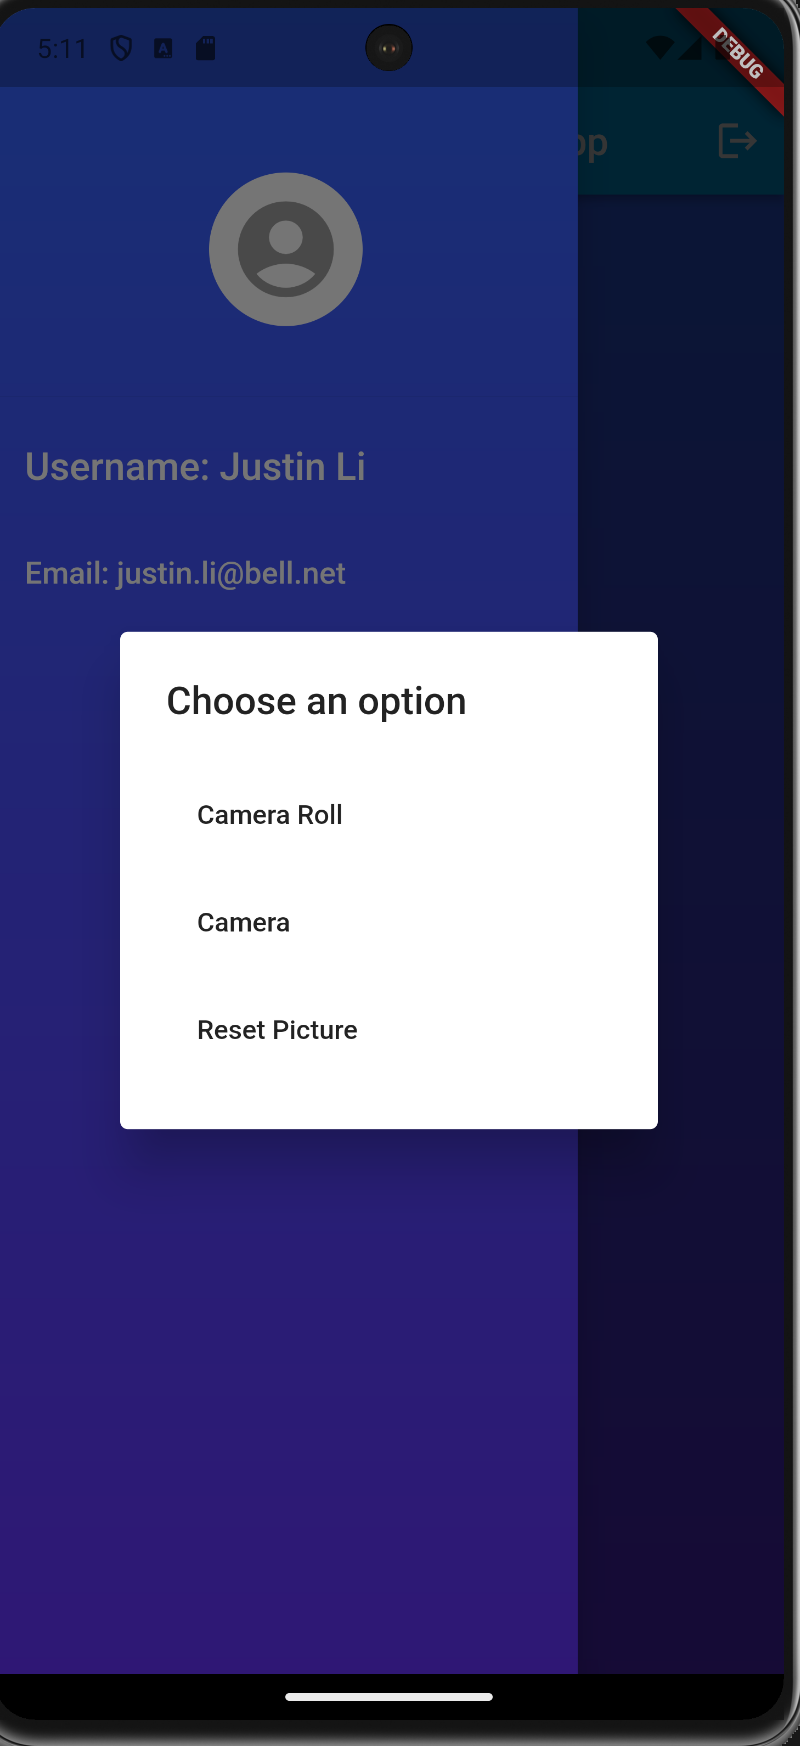 5:11
DEBUG
pp
Username: Justin Li
Email: justin.li@bell.net
Choose an option
Camera Roll
Camera
Reset Picture